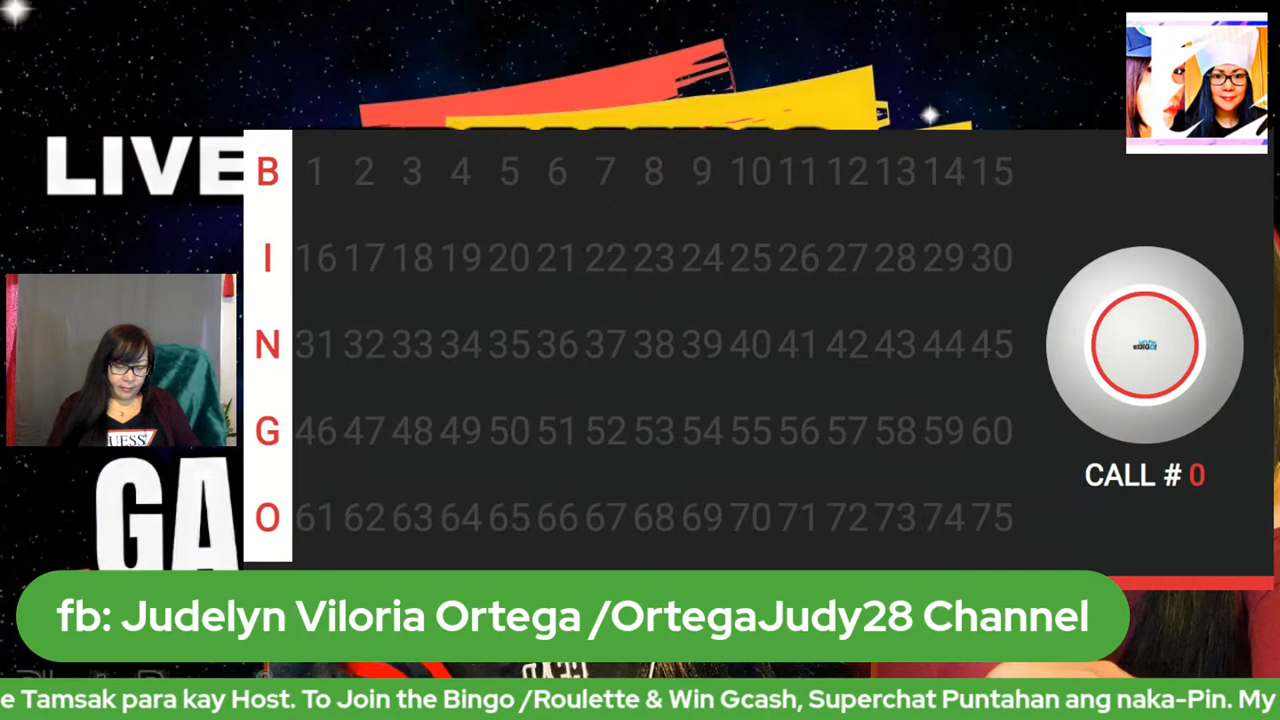 LIVE
B 1 2 3 4 5 6 7 8 9 10 11 12 13 14 15
I 16 17 18 19 20 21 22 23 24 25 26 27 28 29 30
N 31 32 33 34 35 36 37 38 39 40 41 42 43 44 45
G 46 47 48 49 50 51 52 53 54 55 56 57 58 59 60
O 61 62 63 64 65 66 67 68 69 70 71 72 73 74 75
BINGO!
CALL # 0
UESS
GA
fb: Judelyn Viloria Ortega /OrtegaJudy28 Channel
e Tamsak para kay Host. To Join the Bingo /Roulette & Win Gcash, Superchat Puntahan ang naka-Pin. My